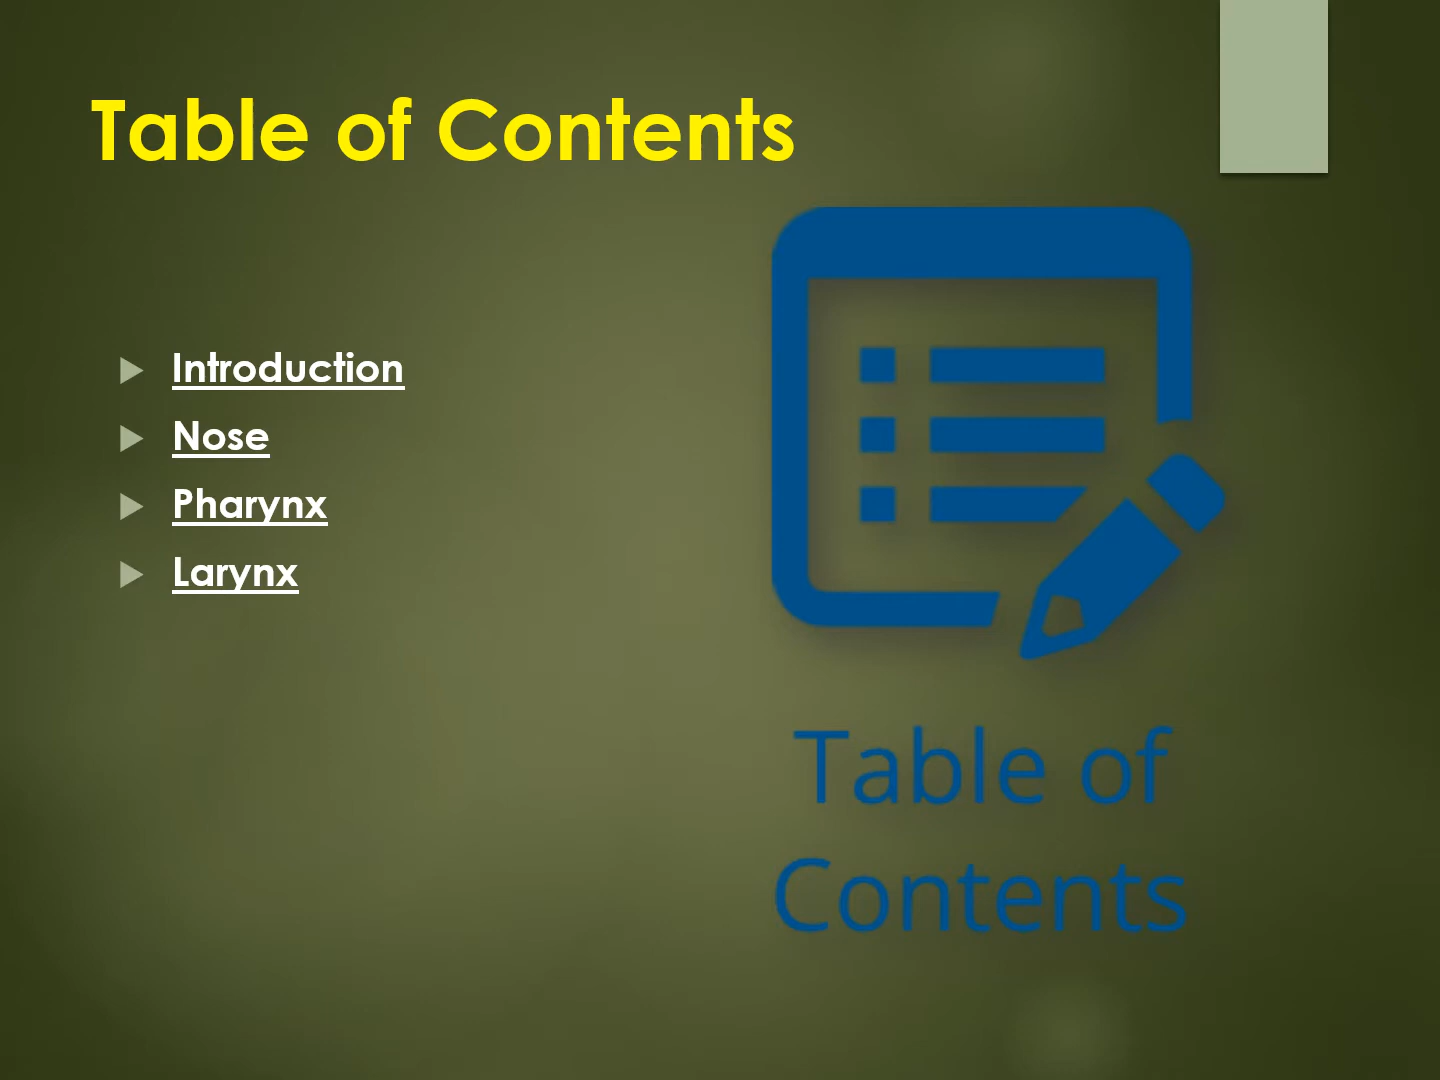 Table of Contents
Introduction
Nose
Pharynx
Larynx
Table of
Contents